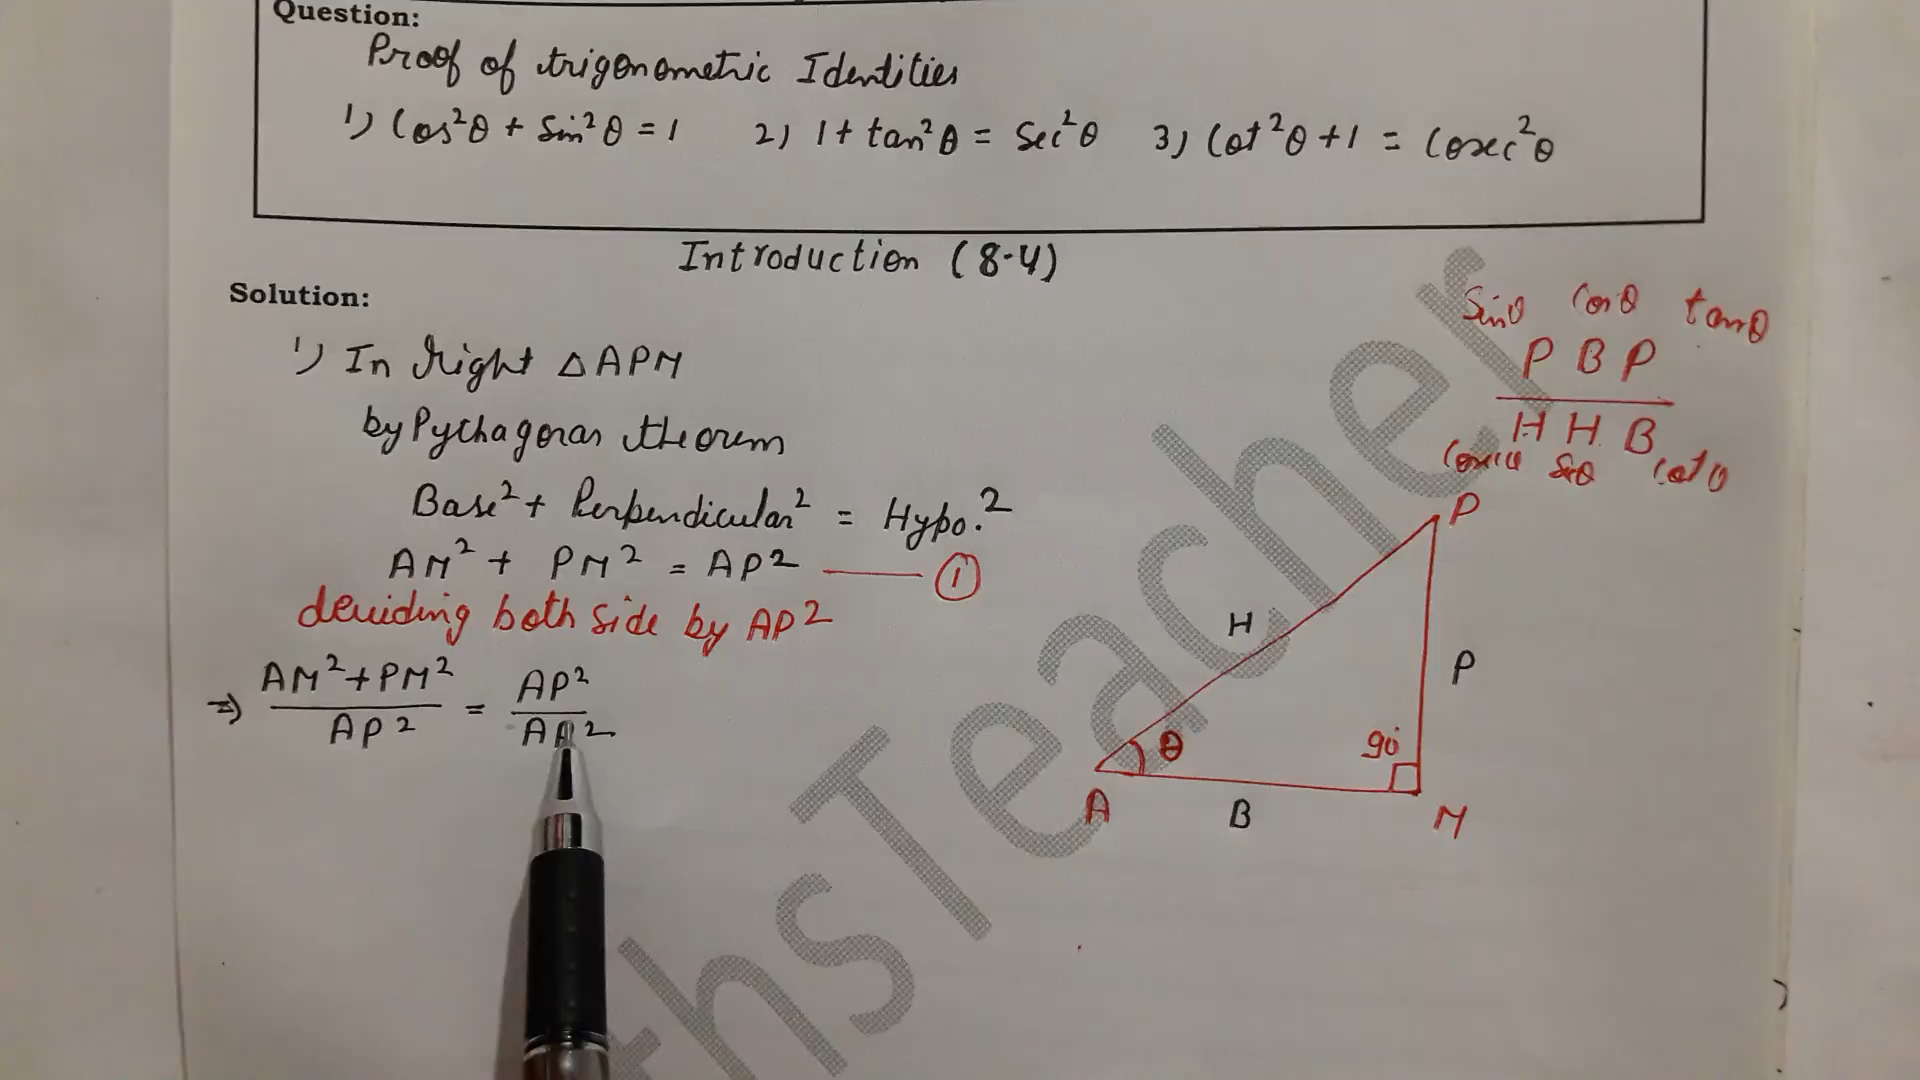 Question:
Proof of trigonometric Identities
1) Cos²θ + Sin²θ = 1 2) 1 + tan²θ = Sec²θ 3) Cot²θ + 1 = Cosec²θ
Introduction (8.4)
Solution:
1) In Right △APM
by Pythagoras theorem
Base² + Perpendicular² = Hypo.²
AM² + PM² = AP² —— ①
deviding both Side by AP²
⇒ AM² + PM² / AP² = AP² / AP²
Sinθ Cosθ tanθ
P B P
H H B
Cosecθ Secθ Cotθ
P
H
P
θ
90°
A
B
M
thsTeacher